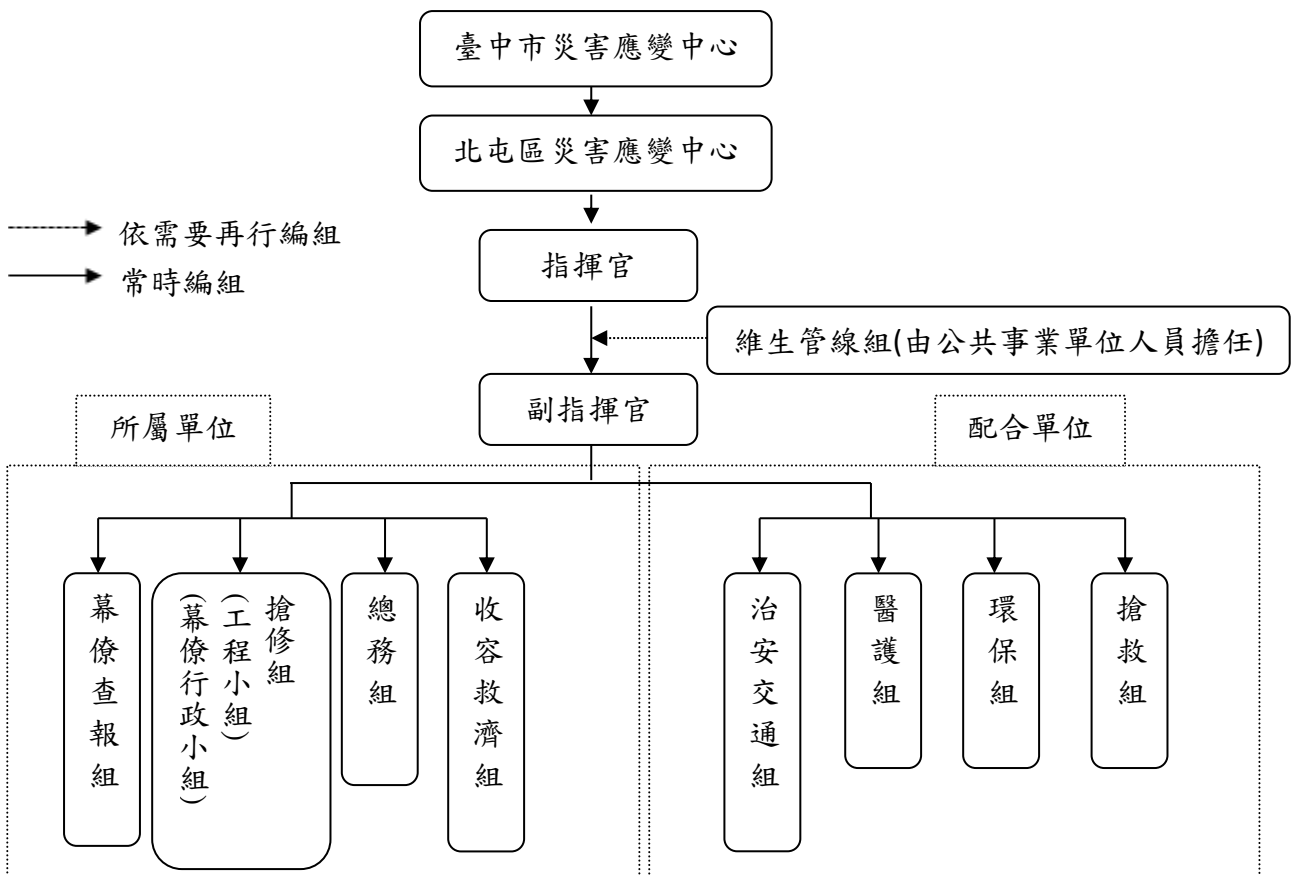 臺中市災害應變中心
北屯區災害應變中心
依需要再行編組
常時編組
指揮官
維生管線組(由公共事業單位人員擔任)
副指揮官
所屬單位
配合單位
幕僚查報組
搶修組
(工程小組)
(幕僚行政小組)
總務組
收容救濟組
治安交通組
醫護組
環保組
搶救組